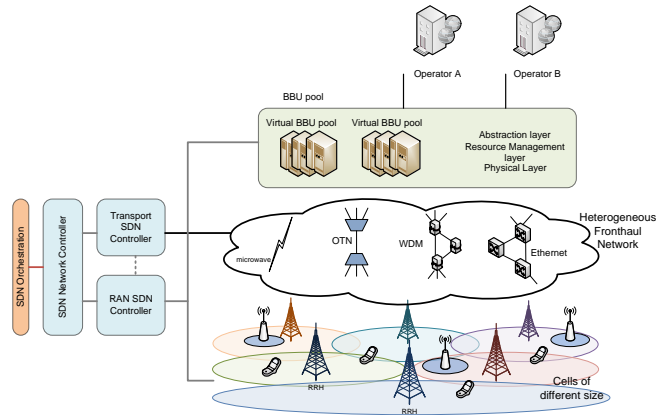 Operator A
Operator B
BBU pool
Virtual BBU pool
Virtual BBU pool
Abstraction layer
Resource Management
layer
Physical Layer
SDN Orchestration
SDN Network Controller
Transport
SDN
Controller
RAN SDN
Controller
microwave
OTN
WDM
Ethernet
Heterogeneous
Fronthaul
Network
RRH
RRH
Cells of
different size